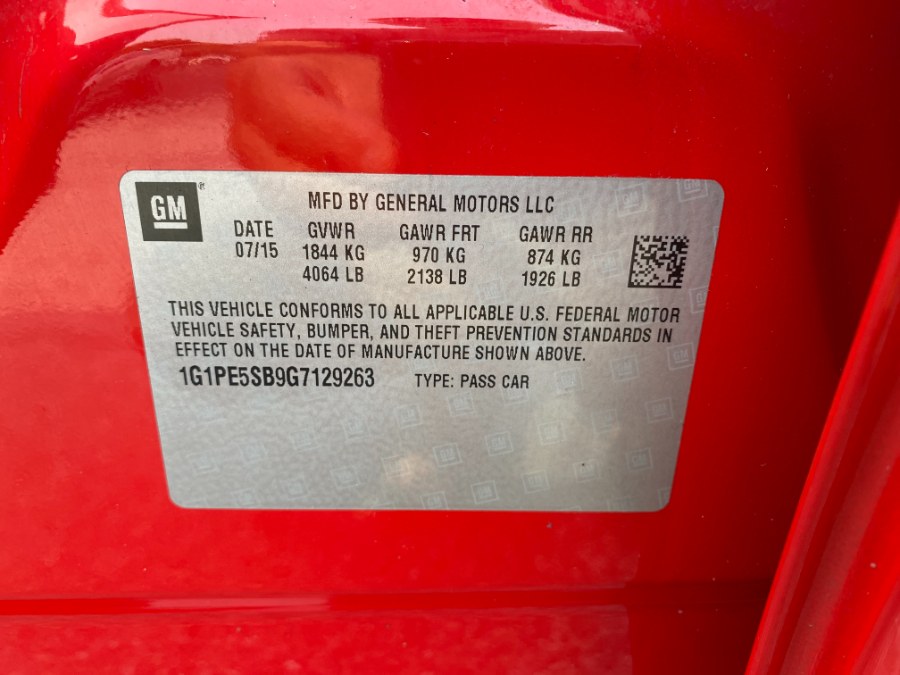 GM® MFD BY GENERAL MOTORS LLC
DATE GVWR GAWR FRT GAWR RR
07/15 1844 KG 970 KG 874 KG
4064 LB 2138 LB 1926 LB
THIS VEHICLE CONFORMS TO ALL APPLICABLE U.S. FEDERAL MOTOR
VEHICLE SAFETY, BUMPER, AND THEFT PREVENTION STANDARDS IN
EFFECT ON THE DATE OF MANUFACTURE SHOWN ABOVE.
1G1PE5SB9G7129263 TYPE: PASS CAR